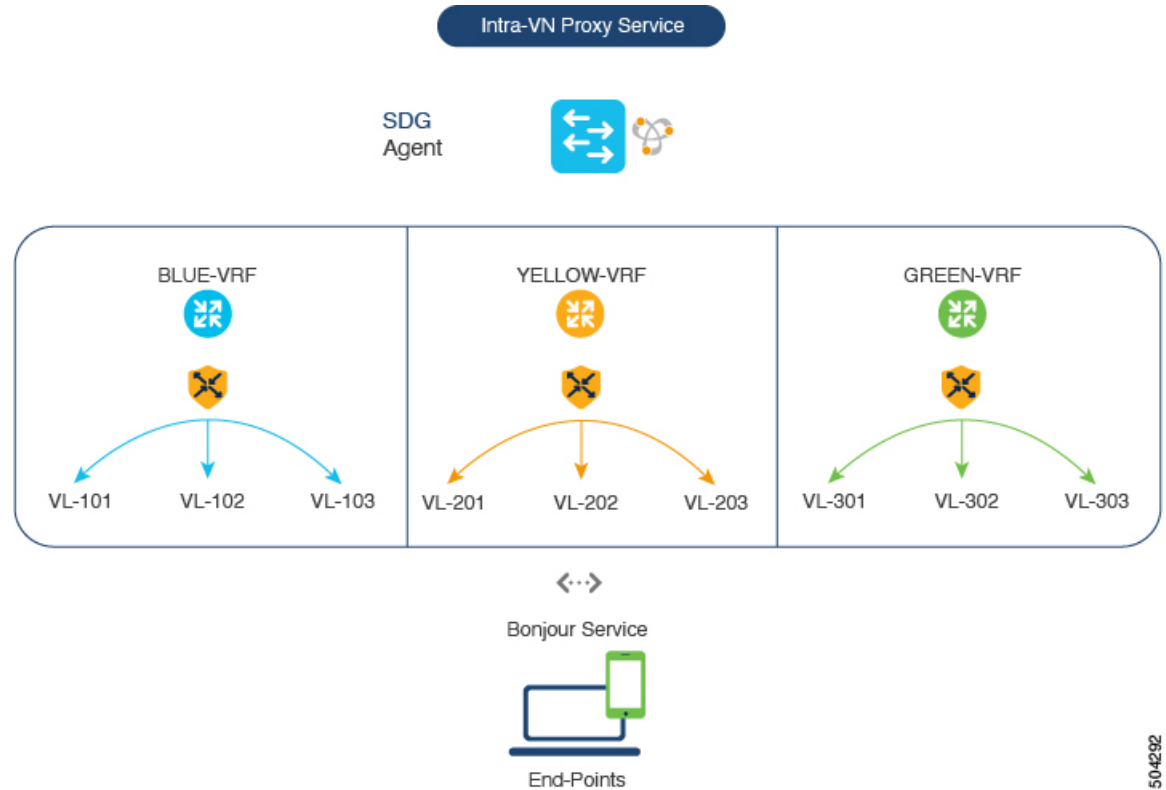 Intra-VN Proxy Service
SDG
Agent
BLUE-VRF
YELLOW-VRF
GREEN-VRF
VL-101
VL-102
VL-103
VL-201
VL-202
VL-203
VL-301
VL-302
VL-303
Bonjour Service
End-Points
504292